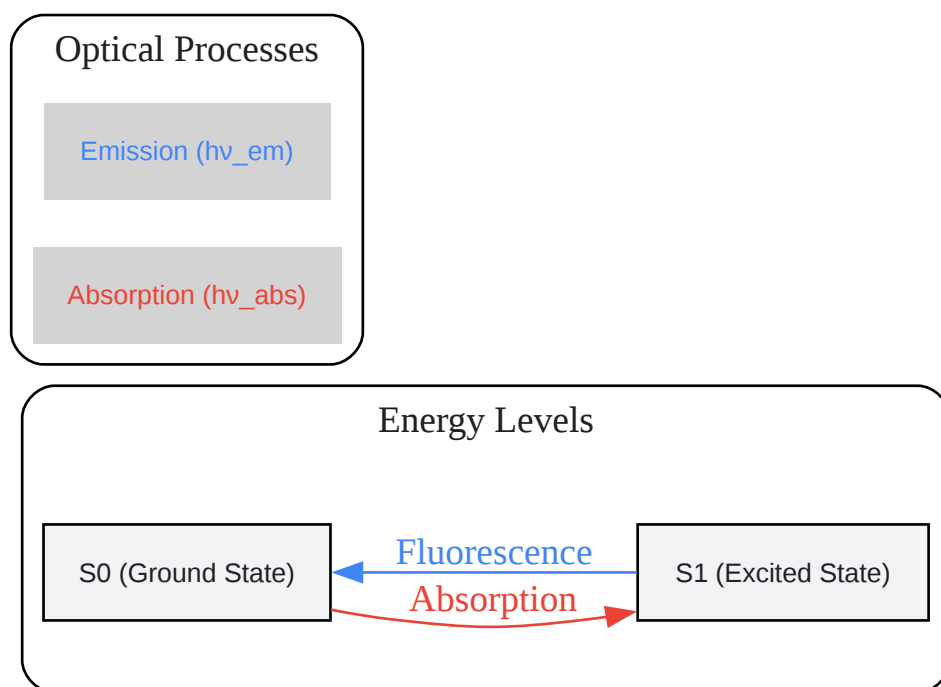 Optical Processes
Emission (hν_em)
Absorption (hν_abs)
Energy Levels
S0 (Ground State)
Fluorescence
Absorption
S1 (Excited State)